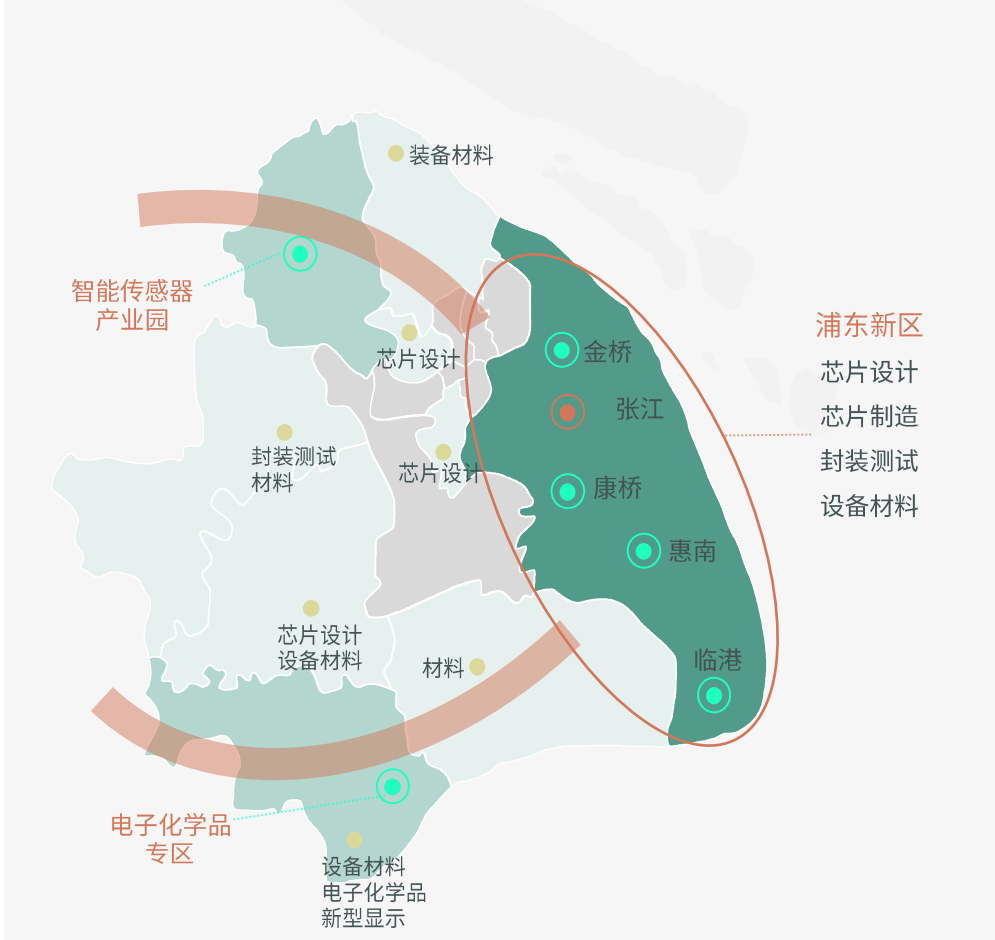 装备材料
智能传感器
产业园
芯片设计
金桥
张江
浦东新区
芯片设计
芯片制造
封装测试
设备材料
封装测试
材料
芯片设计
康桥
惠南
芯片设计
设备材料
材料
临港
电子化学品
专区
设备材料
电子化学品
新型显示